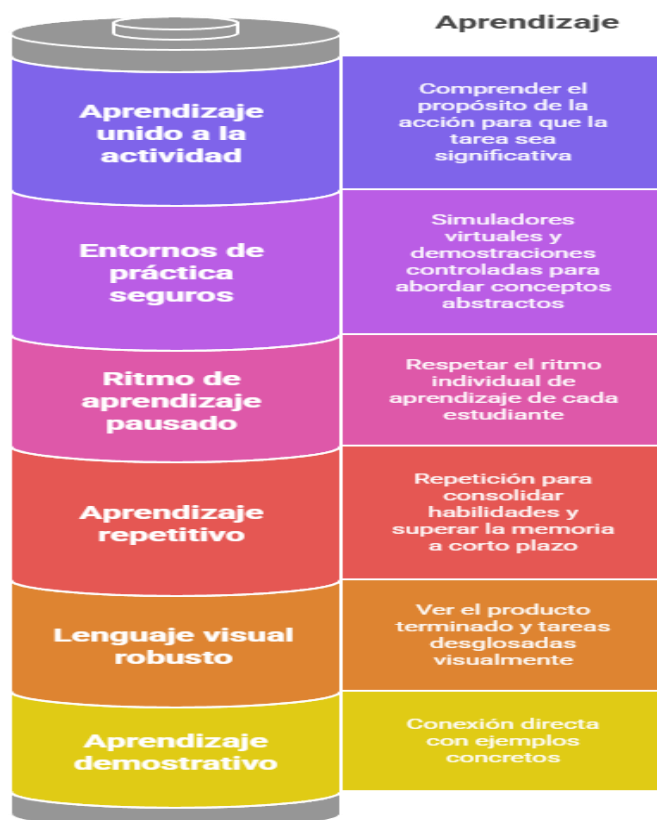 Aprendizaje
Aprendizaje
unido a la
actividad
Comprender el
propósito de la
acción para que la
tarea sea
significativa
Entornos de
práctica
seguros
Simuladores
virtuales y
demostraciones
controladas para
abordar conceptos
abstractos
Ritmo de
aprendizaje
pausado
Respetar el ritmo
individual de
aprendizaje de cada
estudiante
Aprendizaje
repetitivo
Repetición para
consolidar
habilidades y
superar la memoria
a corto plazo
Lenguaje visual
robusto
Ver el producto
terminado y tareas
desglosadas
visualmente
Aprendizaje
demostrativo
Conexión directa
con ejemplos
concretos